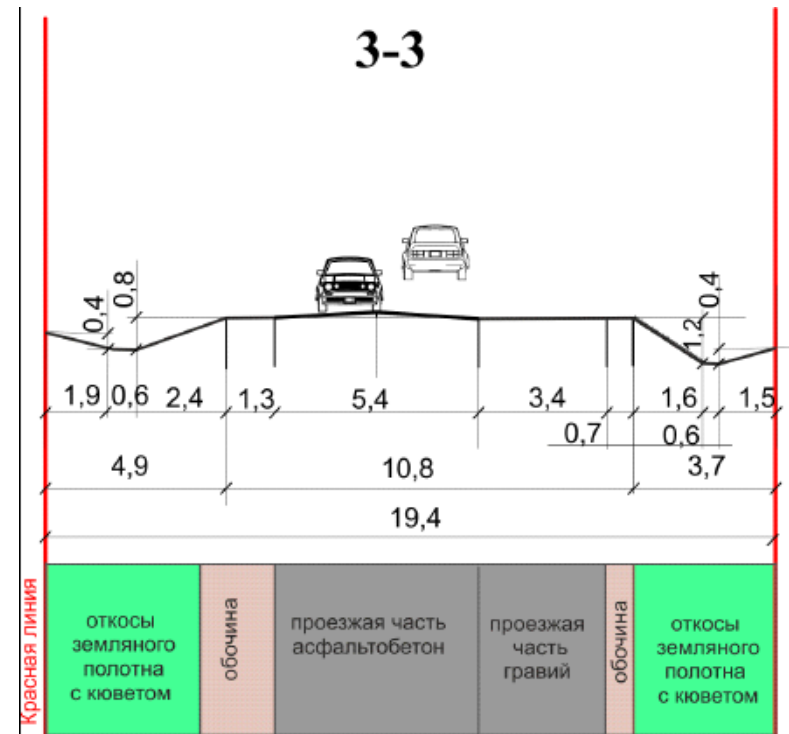 3-3
0,4
0,8
0,4
1,2
1,9 0,6 2,4 1,3 5,4 3,4 1,6 1,5
0,7 0,6
4,9 10,8 3,7
19,4
Красная линия
откосы
земляного
полотна
с кюветом
обочина
проезжая часть
асфальтобетон
проезжая
часть
гравий
обочина
откосы
земляного
полотна
с кюветом